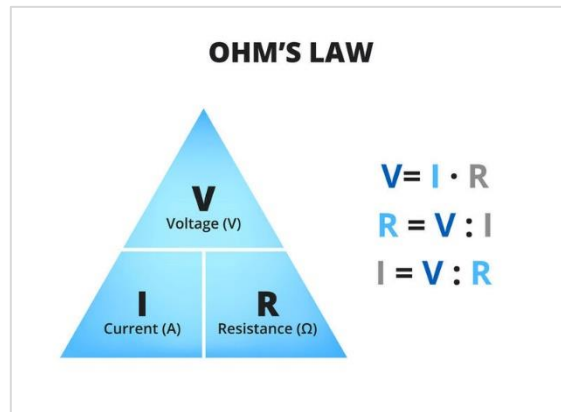 OHM'S LAW
V
Voltage (V)
I
Current (A)
R
Resistance (Ω)
V= I · R
R = V : I
I = V : R